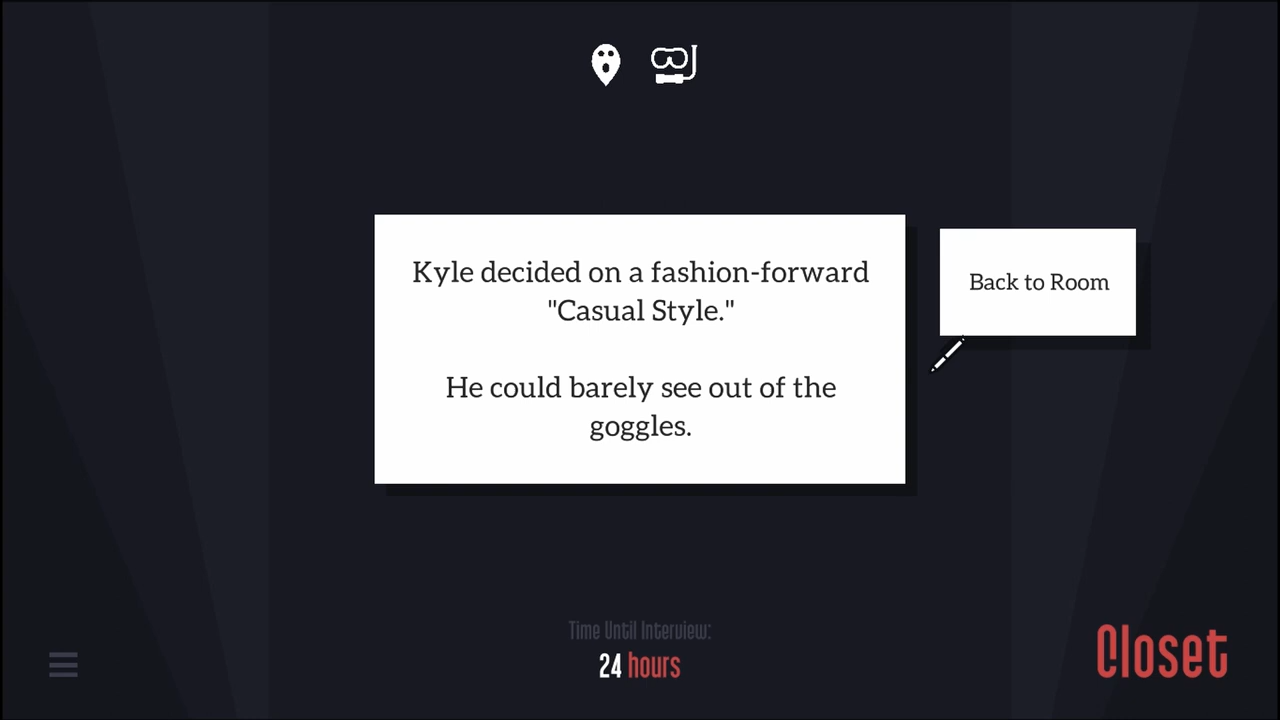 Kyle decided on a fashion-forward
"Casual Style."
He could barely see out of the
goggles.
Back to Room
Time Until Interview:
24 hours
Closet